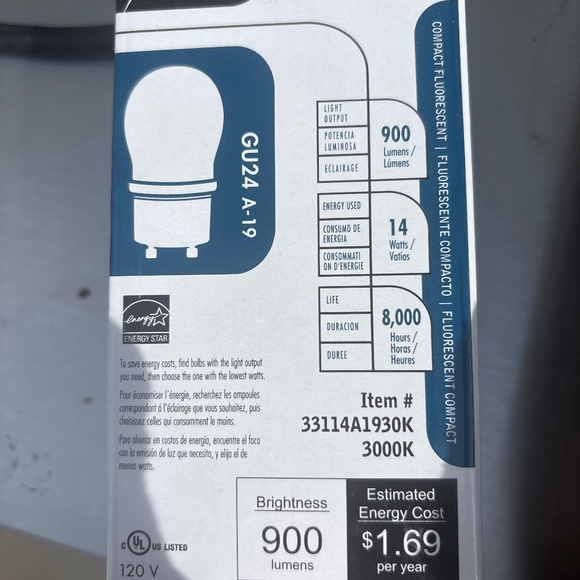 GU24 A-19
COMPACT FLUORESCENT | FLUORESCENTE COMPACTO | FLUORESCENT COMPACT
LIGHT
OUTPUT
POTENCIA
LUMINOSA
ECLAIRAGE
900
Lumens /
Lúmens
ENERGY USED
CONSUMO DE
ENERGIA
CONSOMMATI
ON D'ENERGIE
14
Watts /
Vatios
LIFE
DURACION
DUREE
8,000
Hours /
Horas /
Heures
energy
ENERGY STAR
To save energy costs, find bulbs with the light output
you need, then choose the one with the lowest watts.
Pour économiser l'énergie, recherchez les ampoules
correspondant á l'éclairage que vous souhaitez, puis
choisissez celles qui consomment le moins.
Para ahorrar en costos de energía, encuentre el foco
con la emisión de luz que necesita, y elija el de
menos watts.
Item #
33114A1930K
3000K
C UL US LISTED
120 V
Brightness
900
lumens
Estimated
Energy Cost
$1.69
per year